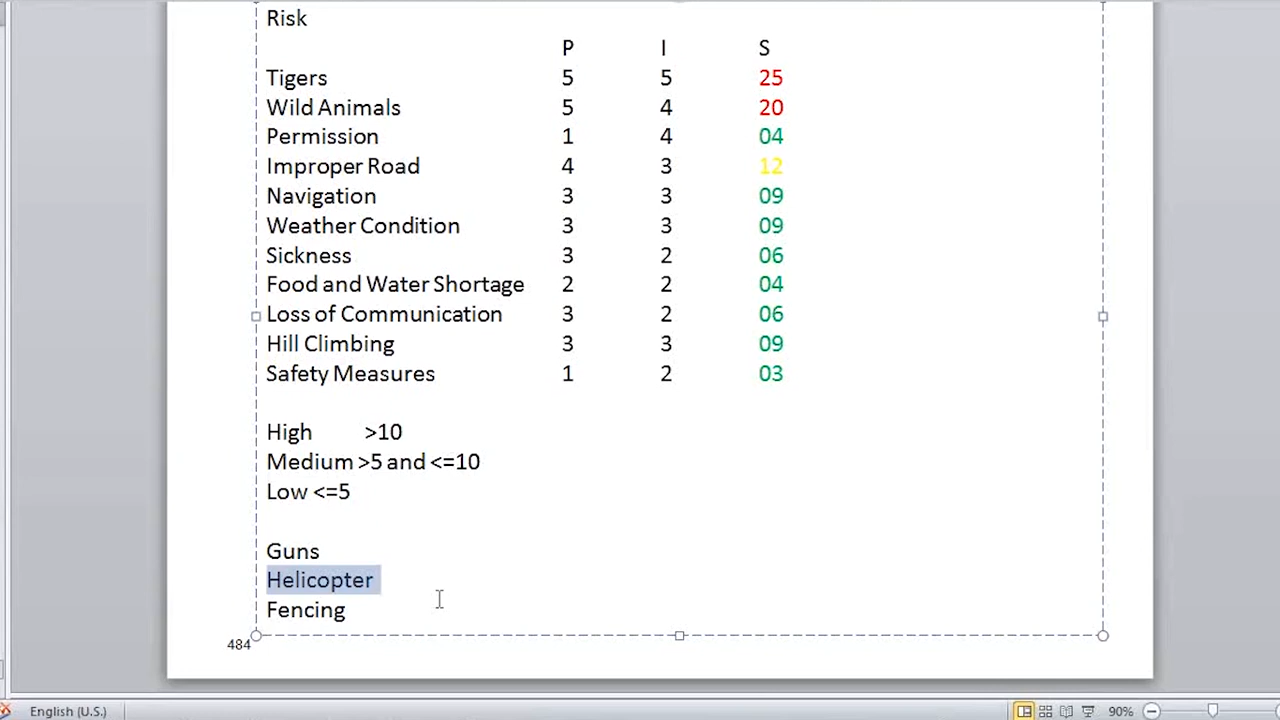 Risk
P I S
Tigers 5 5 25
Wild Animals 5 4 20
Permission 1 4 04
Improper Road 4 3 12
Navigation 3 3 09
Weather Condition 3 3 09
Sickness 3 2 06
Food and Water Shortage 2 2 04
Loss of Communication 3 2 06
Hill Climbing 3 3 09
Safety Measures 1 2 03
High >10
Medium >5 and <=10
Low <=5
Guns
Helicopter
Fencing
484
English (U.S.) 90%